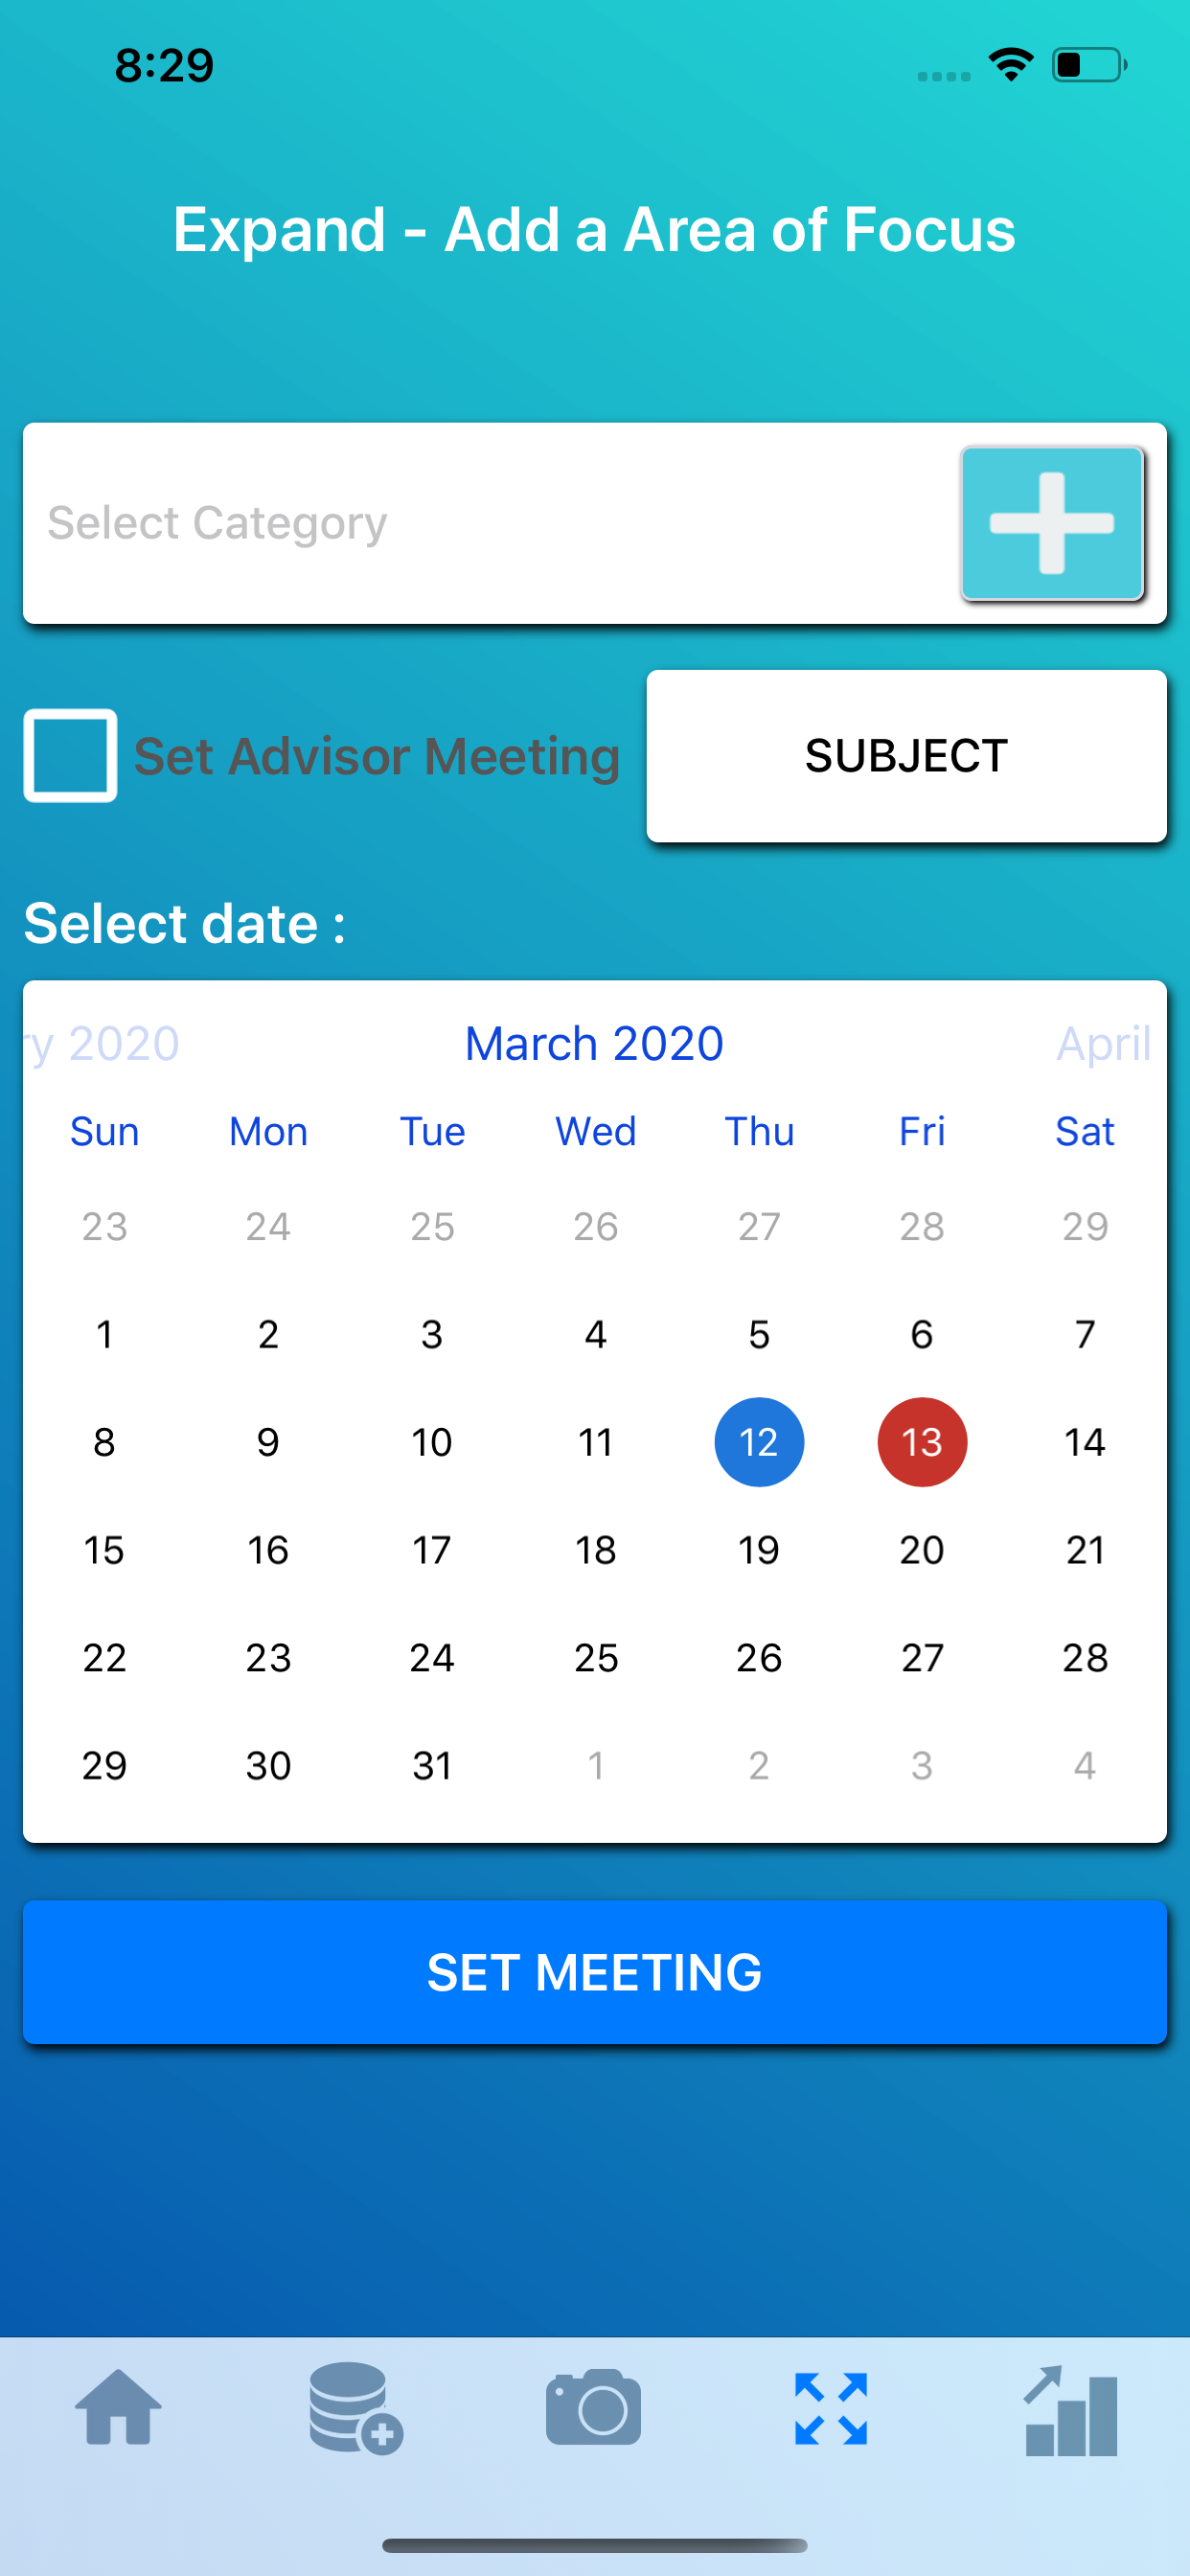 8:29
Expand - Add a Area of Focus
Select Category
Set Advisor Meeting
SUBJECT
Select date :
ry 2020 March 2020 April
Sun Mon Tue Wed Thu Fri Sat
23 24 25 26 27 28 29
1 2 3 4 5 6 7
8 9 10 11 12 13 14
15 16 17 18 19 20 21
22 23 24 25 26 27 28
29 30 31 1 2 3 4
SET MEETING